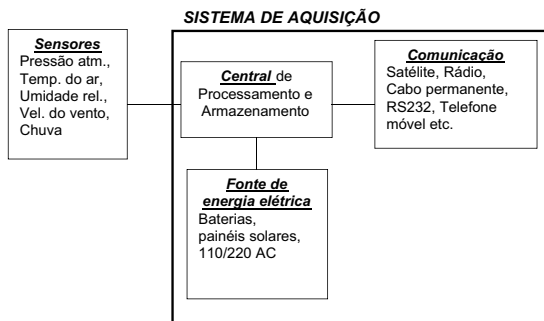 SISTEMA DE AQUISIÇÃO
Sensores
Pressão atm.,
Temp. do ar,
Umidade rel.,
Vel. do vento,
Chuva
Central de
Processamento e
Armazenamento
Comunicação
Satélite, Rádio,
Cabo permanente,
RS232, Telefone
móvel etc.
Fonte de
energia elétrica
Baterias,
painéis solares,
110/220 AC